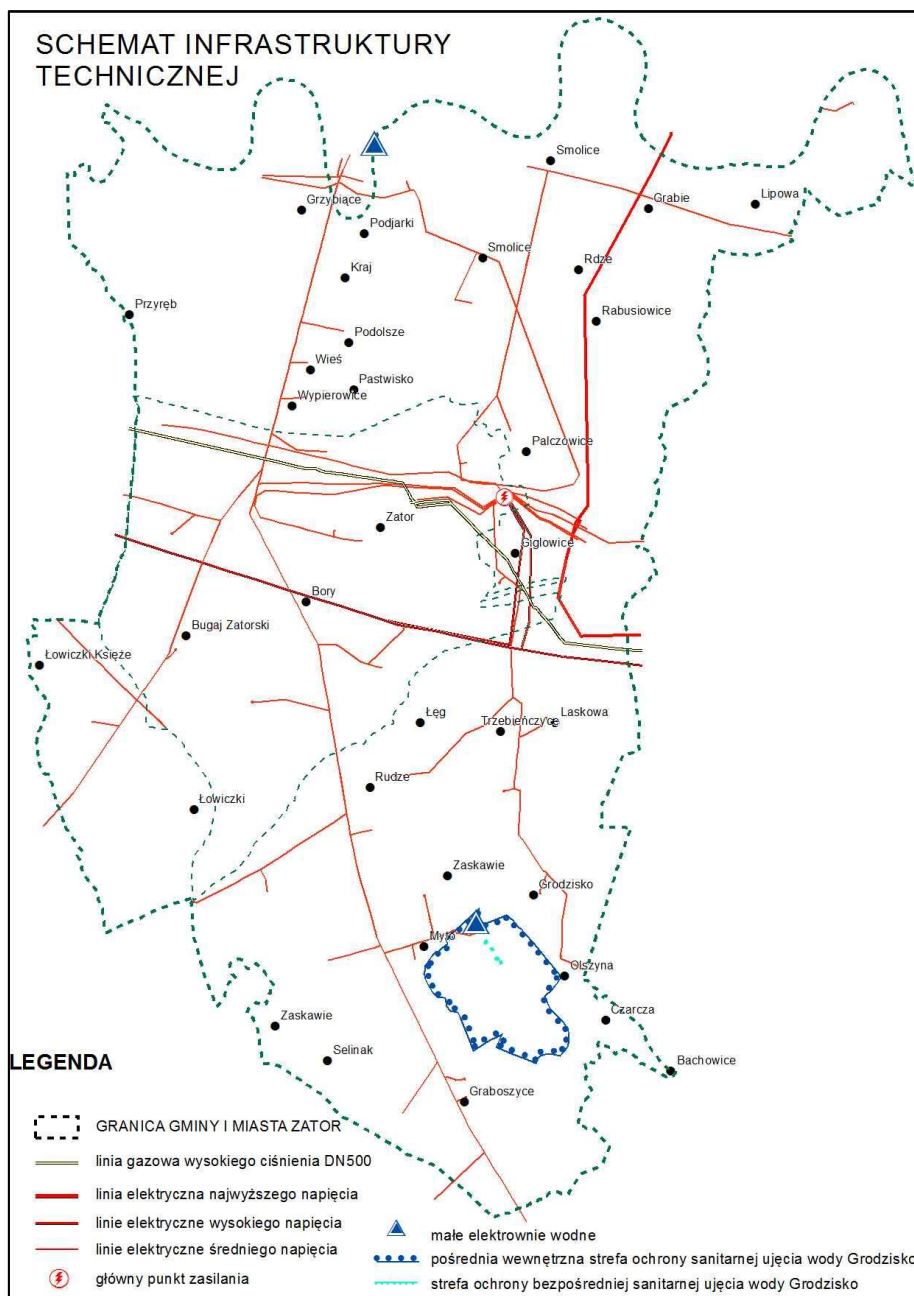 SCHEMAT INFRASTRUKTURY
TECHNICZNEJ
Smolice
Grabie
Lipowa
Grzybiące
Podjarki
Smolice
Rdze
Kraj
Przyręb
Rabusiowice
Podolsze
Wieś
Pastwisko
Wypierowice
Palczowice
Zator
Giglowice
Bory
Bugaj Zatorski
Łowiczki Księże
Łęg
Trzebieńczyce
Laskowa
Rudze
Łowiczki
Zaskawie
Grodzisko
Myto
Olszyna
Zaskawie
Czarcza
Selinak
Bachowice
Graboszyce
LEGENDA
GRANICA GMINY I MIASTA ZATOR
linia gazowa wysokiego ciśnienia DN500
linia elektryczna najwyższego napięcia
linie elektryczne wysokiego napięcia
linie elektryczne średniego napięcia
główny punkt zasilania
małe elektrownie wodne
pośrednia wewnętrzna strefa ochrony sanitarnej ujęcia wody Grodzisko
strefa ochrony bezpośredniej sanitarnej ujęcia wody Grodzisko